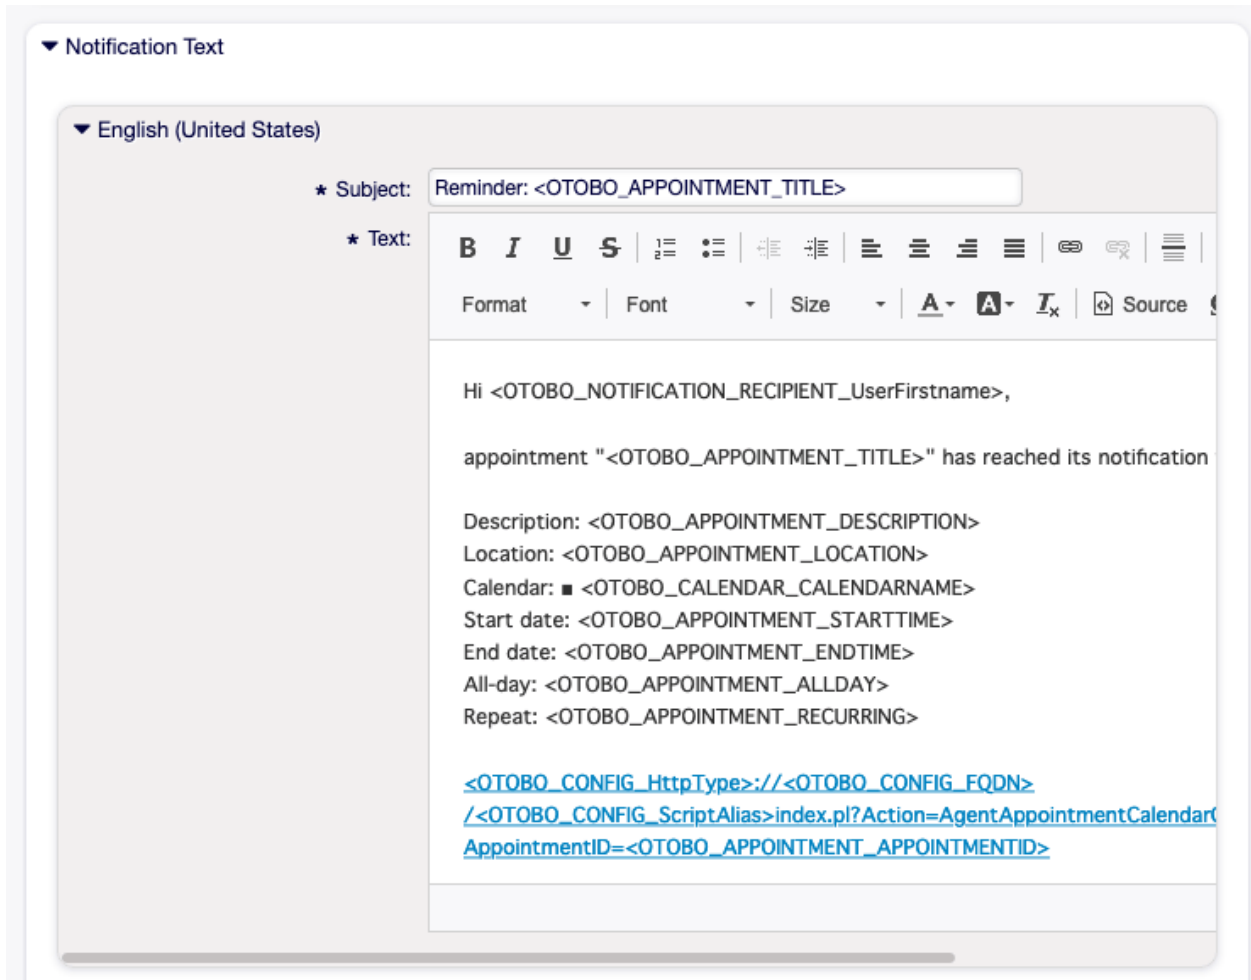 Notification Text
English (United States)
* Subject: Reminder: <OTOBO_APPOINTMENT_TITLE>
* Text:
B I U S
Format Font Size A A Ix Source
Hi <OTOBO_NOTIFICATION_RECIPIENT_UserFirstname>,
appointment "<OTOBO_APPOINTMENT_TITLE>" has reached its notification
Description: <OTOBO_APPOINTMENT_DESCRIPTION>
Location: <OTOBO_APPOINTMENT_LOCATION>
Calendar: ■ <OTOBO_CALENDAR_CALENDARNAME>
Start date: <OTOBO_APPOINTMENT_STARTTIME>
End date: <OTOBO_APPOINTMENT_ENDTIME>
All-day: <OTOBO_APPOINTMENT_ALLDAY>
Repeat: <OTOBO_APPOINTMENT_RECURRING>
<OTOBO_CONFIG_HttpType>://<OTOBO_CONFIG_FQDN>
/<OTOBO_CONFIG_ScriptAlias>index.pl?Action=AgentAppointmentCalendar
AppointmentID=<OTOBO_APPOINTMENT_APPOINTMENTID>